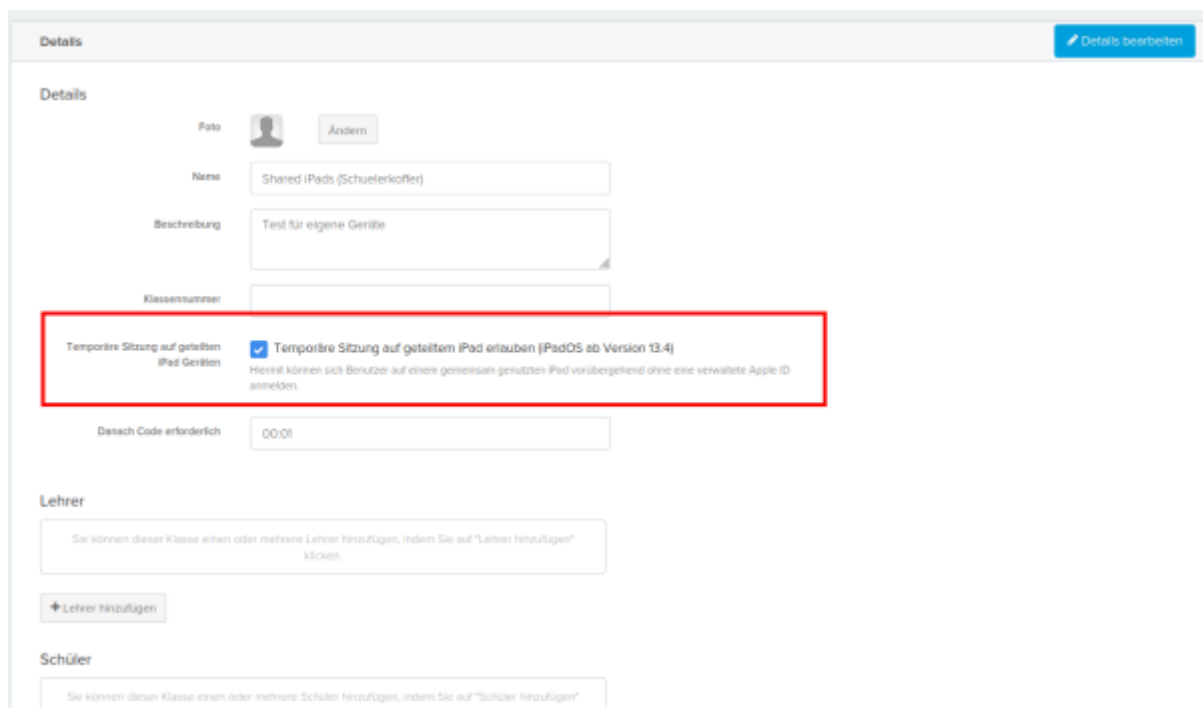 Details
Details bearbeiten
Details
Foto
Ändern
Name
Shared iPads (Schuelerkoffer)
Beschreibung
Test für eigene Geräte
Klassennummer
Temporäre Sitzung auf geteilten
iPad Geräten
Temporäre Sitzung auf geteiltem iPad erlauben (iPadOS ab Version 13.4)
Hiermit können sich Benutzer auf einem gemeinsam genutzten iPad vorübergehend ohne eine verwaltete Apple ID
anmelden.
Danach Code erforderlich
00:01
Lehrer
Sie können dieser Klasse einen oder mehrere Lehrer hinzufügen, indem Sie auf "Lehrer hinzufügen"
klicken.
+ Lehrer hinzufügen
Schüler
Sie können dieser Klasse einen oder mehrere Schüler hinzufügen, indem Sie auf "Schüler hinzufügen"